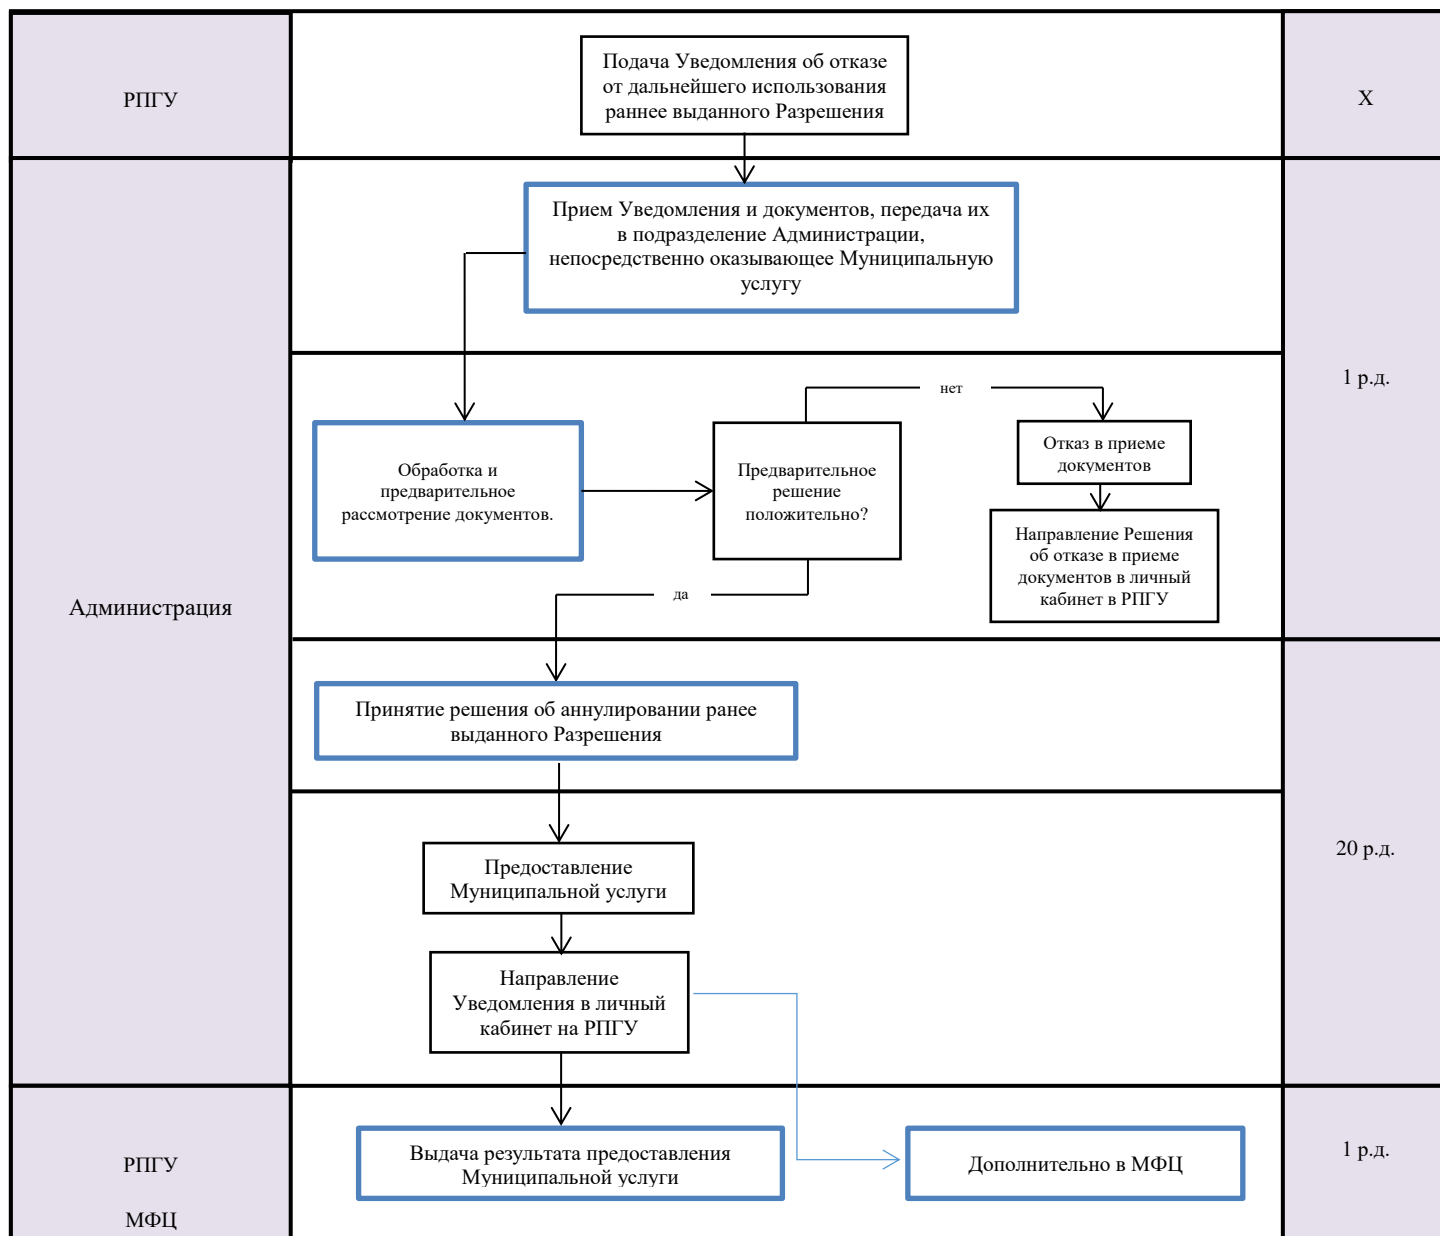 РПГУ
Подача Уведомления об отказе
от дальнейшего использования
раннее выданного Разрешения
Х
Администрация
Прием Уведомления и документов, передача их
в подразделение Администрации,
непосредственно оказывающее Муниципальную
услугу
1 р.д.
нет
Обработка и
предварительное
рассмотрение документов.
Предварительное
решение
положительно?
Отказ в приеме
документов
Направление Решения
об отказе в приеме
документов в личный
кабинет в РПГУ
да
Принятие решения об аннулировании ранее
выданного Разрешения
20 р.д.
Предоставление
Муниципальной услуги
Направление
Уведомления в личный
кабинет на РПГУ
РПГУ
МФЦ
Выдача результата предоставления
Муниципальной услуги
Дополнительно в МФЦ
1 р.д.